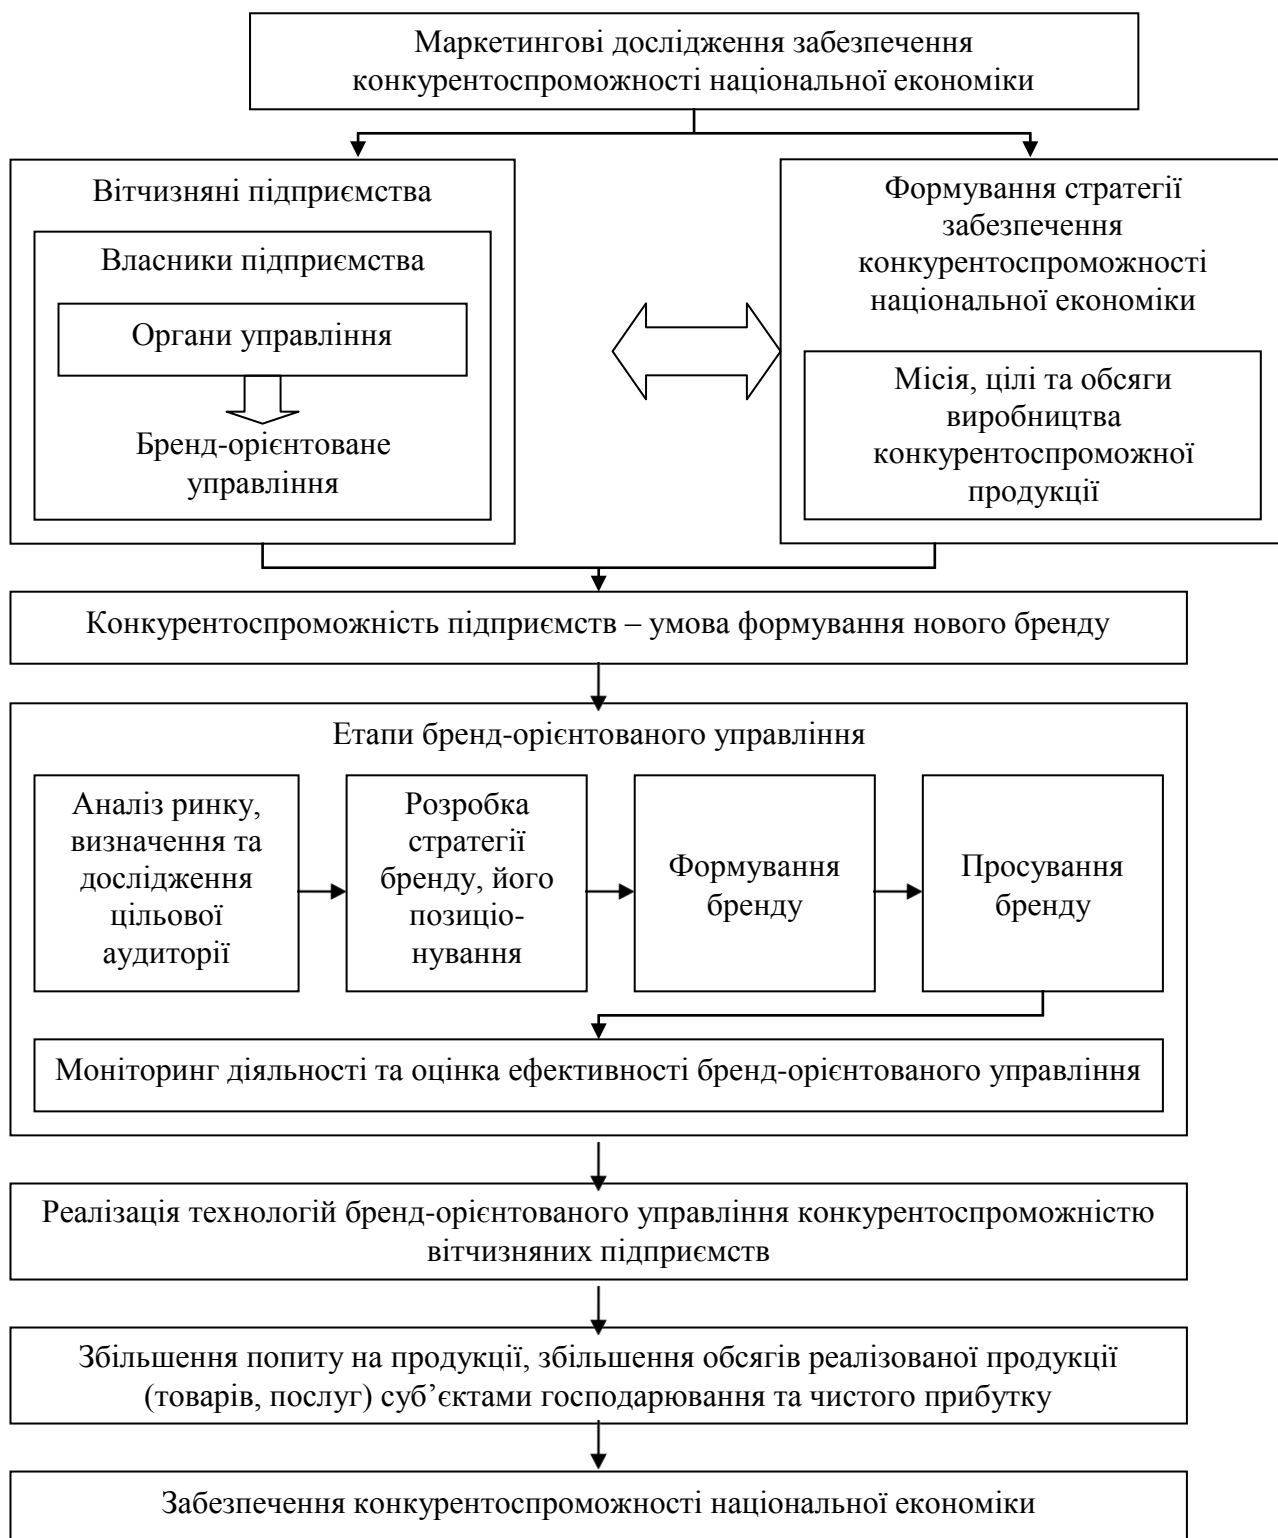 Маркетингові дослідження забезпечення
конкурентоспроможності національної економіки
Вітчизняні підприємства
Власники підприємства
Органи управління
Бренд-орієнтоване
управління
Формування стратегії
забезпечення
конкурентоспроможності
національної економіки
Місія, цілі та обсяги
виробництва
конкурентоспроможної
продукції
Конкурентоспроможність підприємств – умова формування нового бренду
Етапи бренд-орієнтованого управління
Аналіз ринку,
визначення та
дослідження
цільової
аудиторії
Розробка
стратегії
бренду, його
позиціо-
нування
Формування
бренду
Просування
бренду
Моніторинг діяльності та оцінка ефективності бренд-орієнтованого управління
Реалізація технологій бренд-орієнтованого управління конкурентоспроможністю
вітчизняних підприємств
Збільшення попиту на продукції, збільшення обсягів реалізованої продукції
(товарів, послуг) суб’єктами господарювання та чистого прибутку
Забезпечення конкурентоспроможності національної економіки